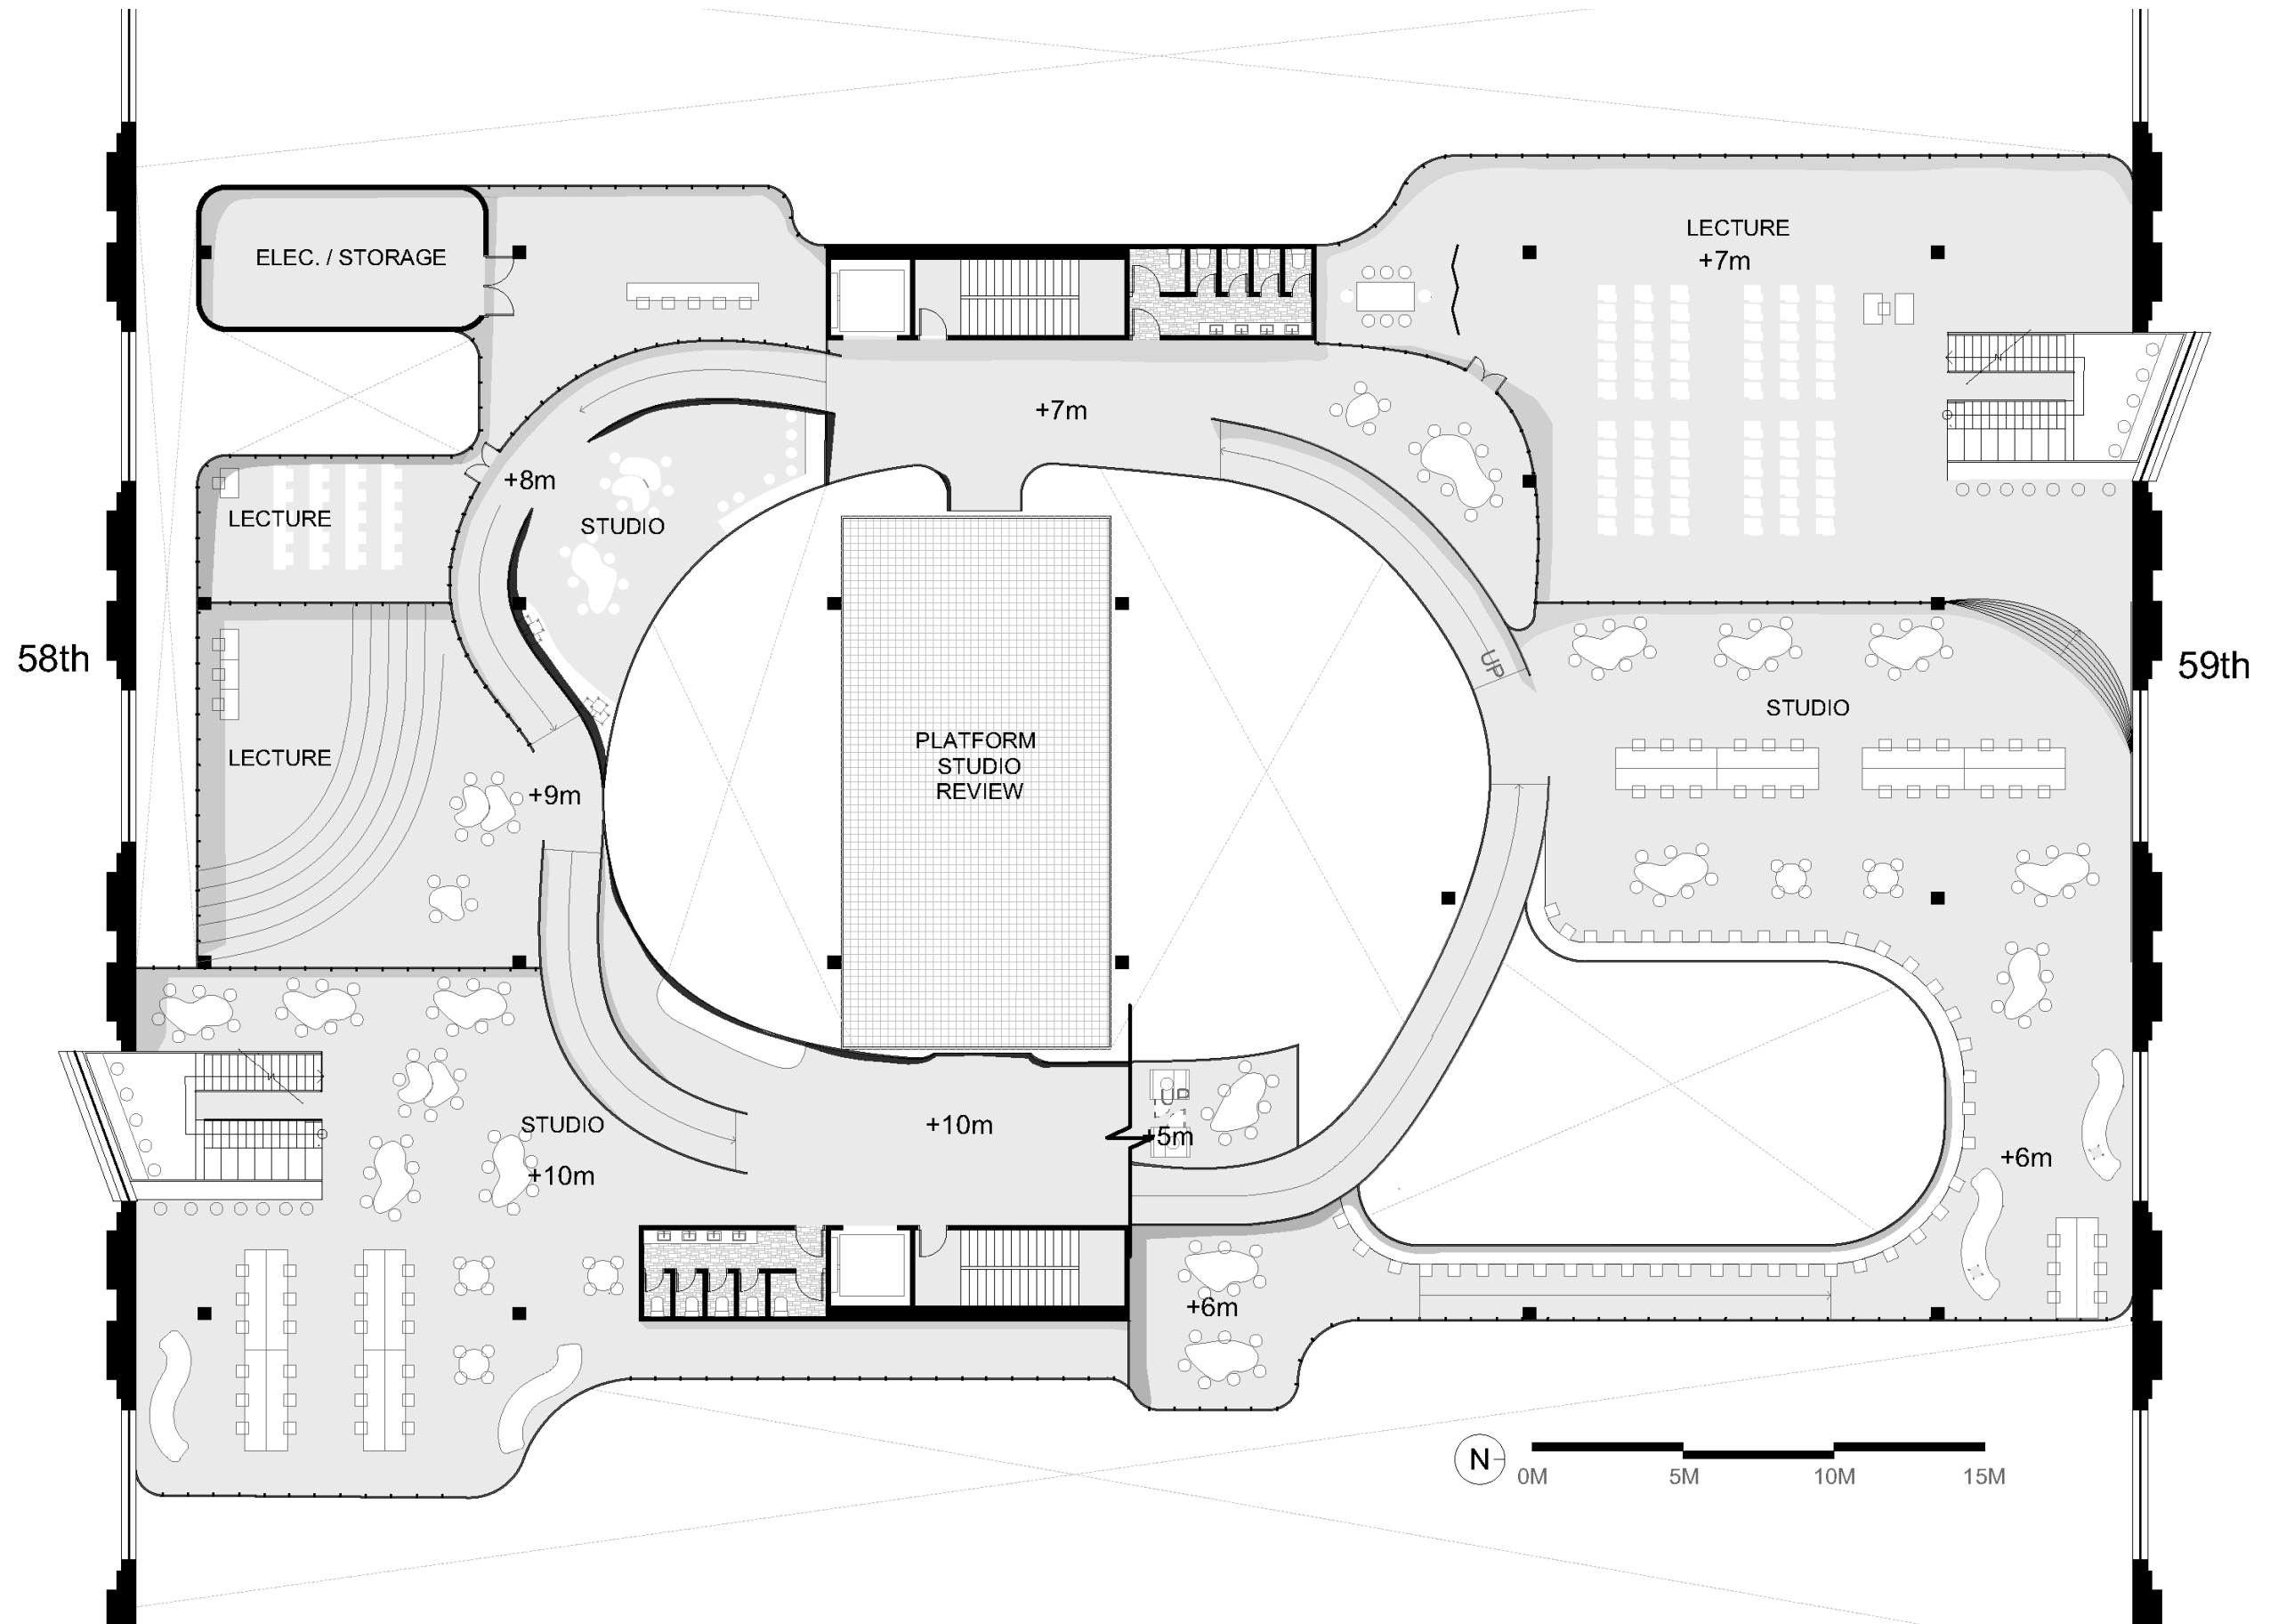 LECTURE
+7m
ELEC. / STORAGE
+7m
+8m
LECTURE
STUDIO
58th
59th
UP
STUDIO
PLATFORM
STUDIO
REVIEW
LECTURE
+9m
UP
STUDIO
+10m
+5m
+10m
+6m
+6m
N
0M
5M
10M
15M